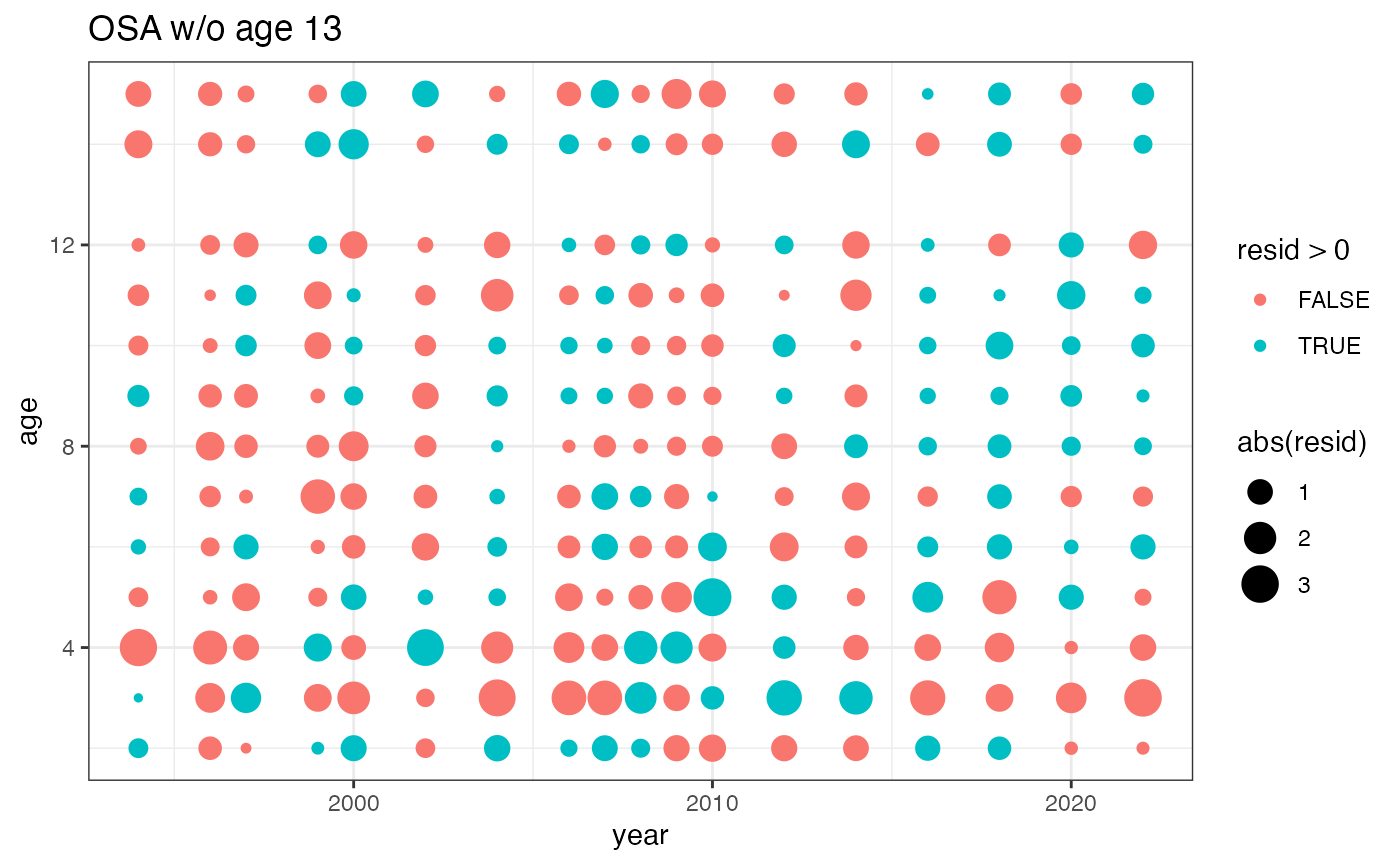 OSA w/o age 13
age
12
8
4
2000
2010
2020
year
resid > 0
FALSE
TRUE
abs(resid)
1
2
3